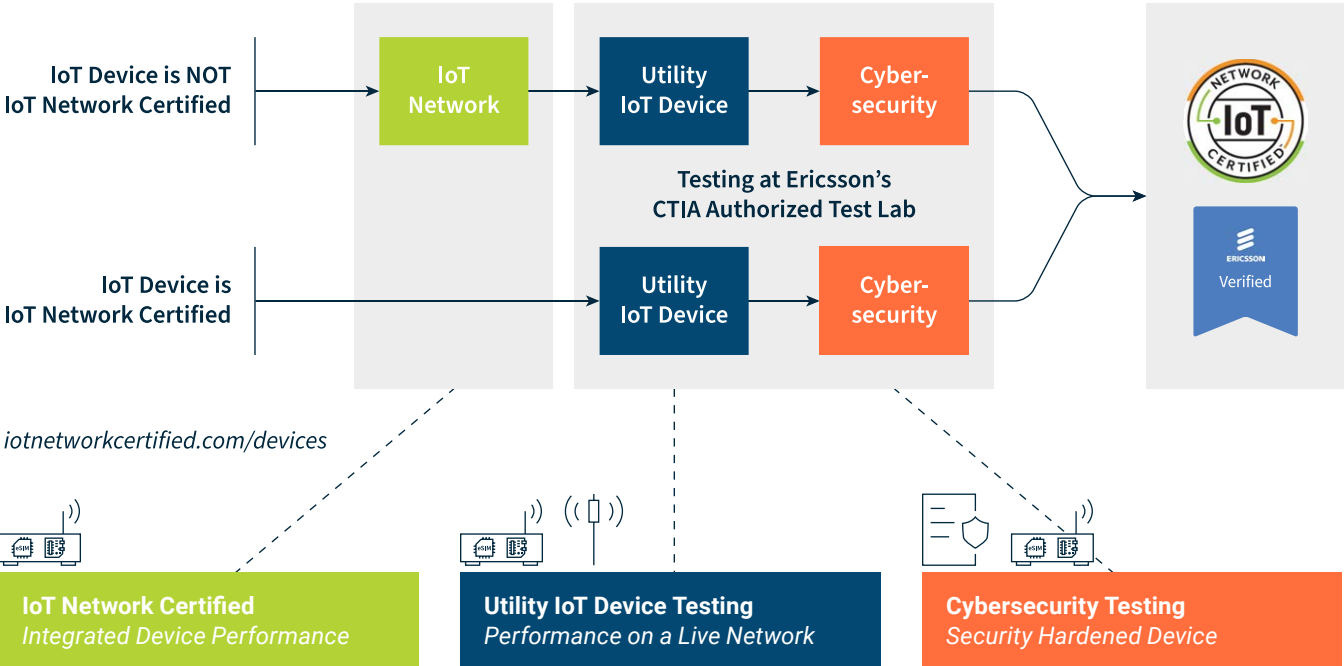 IoT Device is NOT
IoT Network Certified
IoT
Network
Utility
IoT Device
Cyber-
security
NETWORK
IoT
CERTIFIED
Testing at Ericsson’s
CTIA Authorized Test Lab
IoT Device is
IoT Network Certified
Utility
IoT Device
Cyber-
security
ERICSSON
Verified
iotnetworkcertified.com/devices
eSIM
eSIM
eSIM
IoT Network Certified
Integrated Device Performance
Utility IoT Device Testing
Performance on a Live Network
Cybersecurity Testing
Security Hardened Device